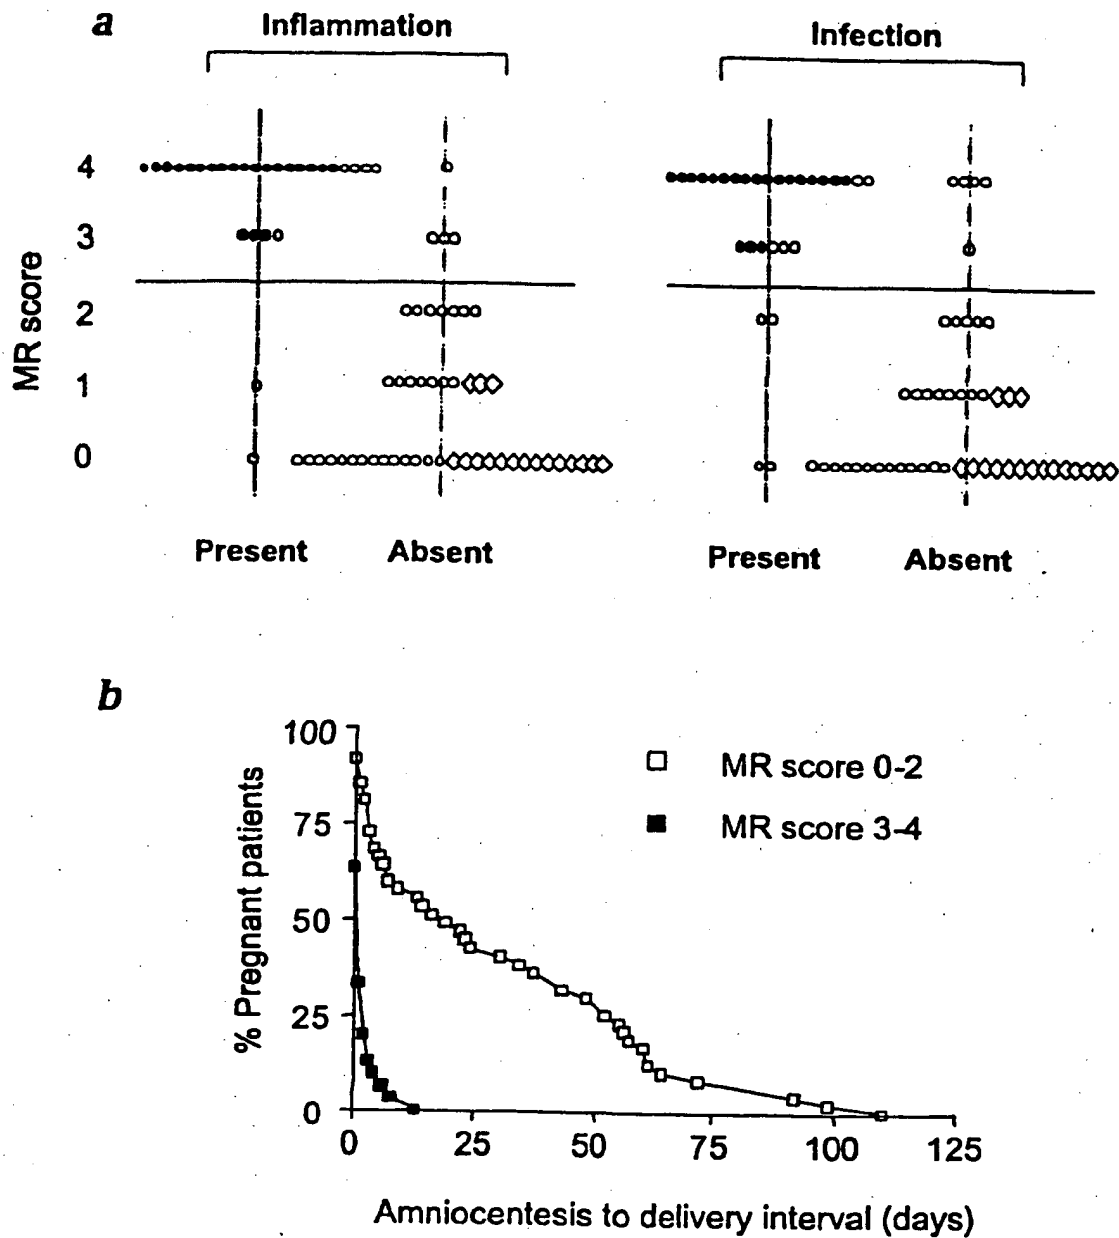 a
Inflammation
Infection
MR score
4
3
2
1
0
Present
Absent
Present
Absent
b
% Pregnant patients
100
75
50
25
0
MR score 0-2
MR score 3-4
0
25
50
75
100
125
Amniocentesis to delivery interval (days)